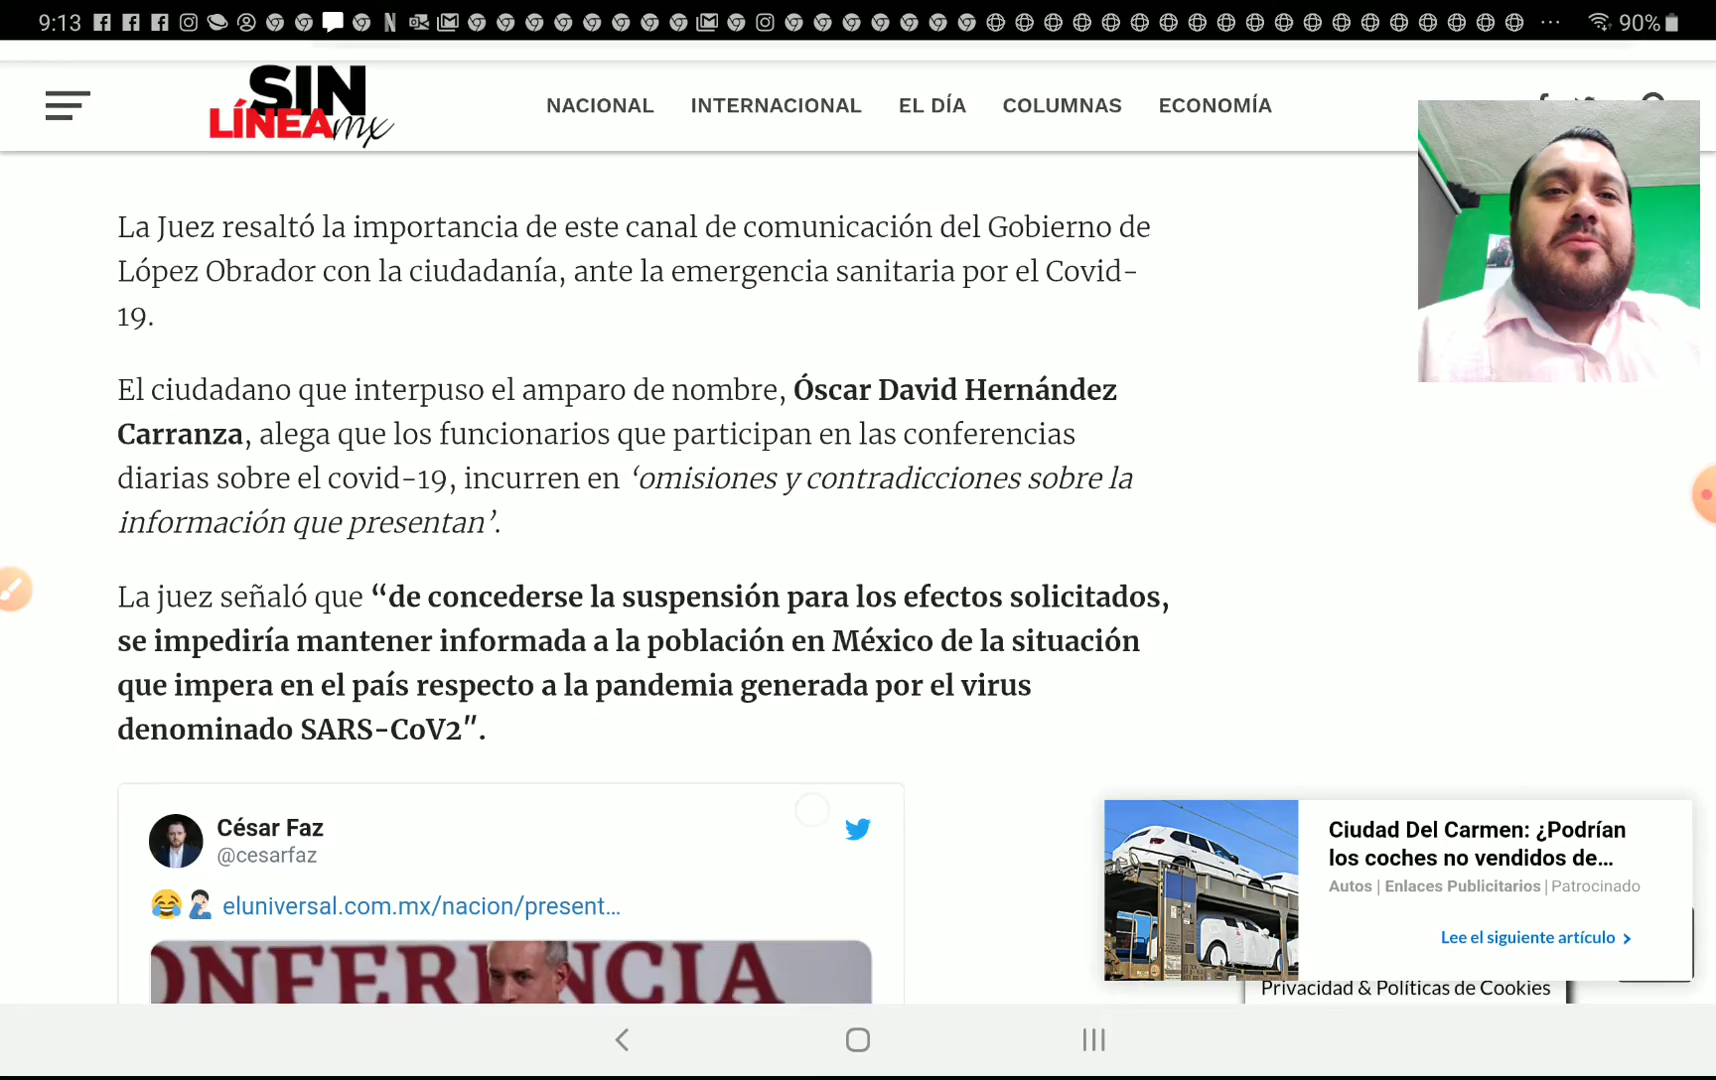 9:13
90%
SIN
LÍNEA mx
NACIONAL
INTERNACIONAL
EL DÍA
COLUMNAS
ECONOMÍA
La Juez resaltó la importancia de este canal de comunicación del Gobierno de
López Obrador con la ciudadanía, ante la emergencia sanitaria por el Covid-
19.
El ciudadano que interpuso el amparo de nombre, Óscar David Hernández
Carranza, alega que los funcionarios que participan en las conferencias
diarias sobre el covid-19, incurren en ‘omisiones y contradicciones sobre la
información que presentan’.
La juez señaló que “de concederse la suspensión para los efectos solicitados,
se impediría mantener informada a la población en México de la situación
que impera en el país respecto a la pandemia generada por el virus
denominado SARS-CoV2".
César Faz
@cesarfaz
😂🤦🏻‍♂️ eluniversal.com.mx/nacion/present…
ONFERENCIA
Ciudad Del Carmen: ¿Podrían
los coches no vendidos de...
Autos | Enlaces Publicitarios | Patrocinado
Lee el siguiente artículo
Privacidad & Políticas de Cookies